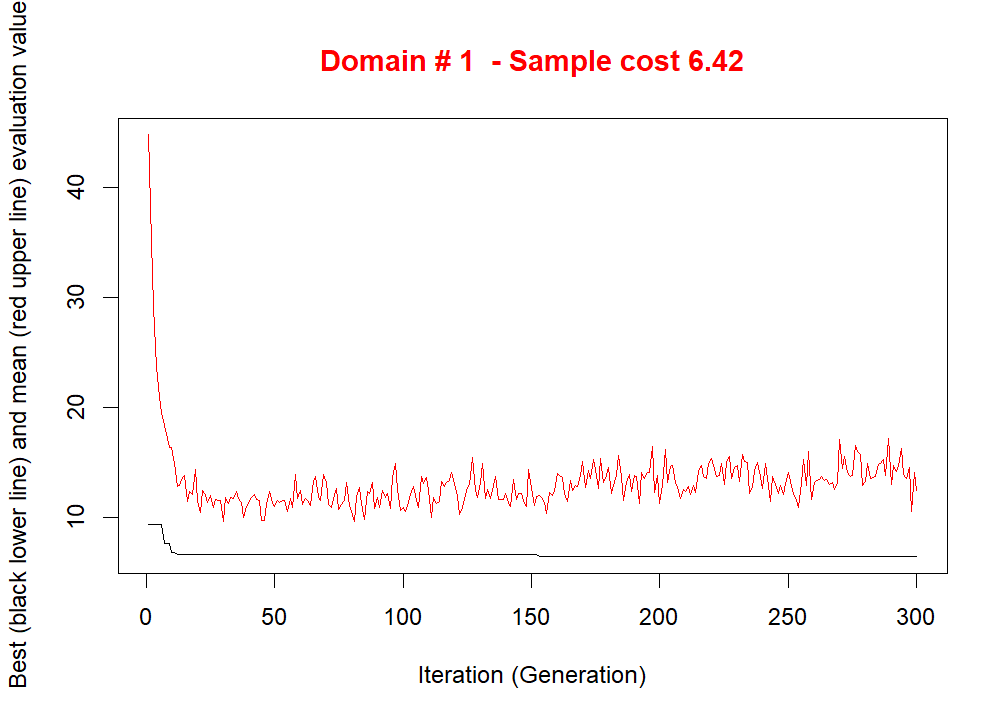 Domain # 1 - Sample cost 6.42
Best (black lower line) and mean (red upper line) evaluation value
40
30
20
10
0 50 100 150 200 250 300
Iteration (Generation)